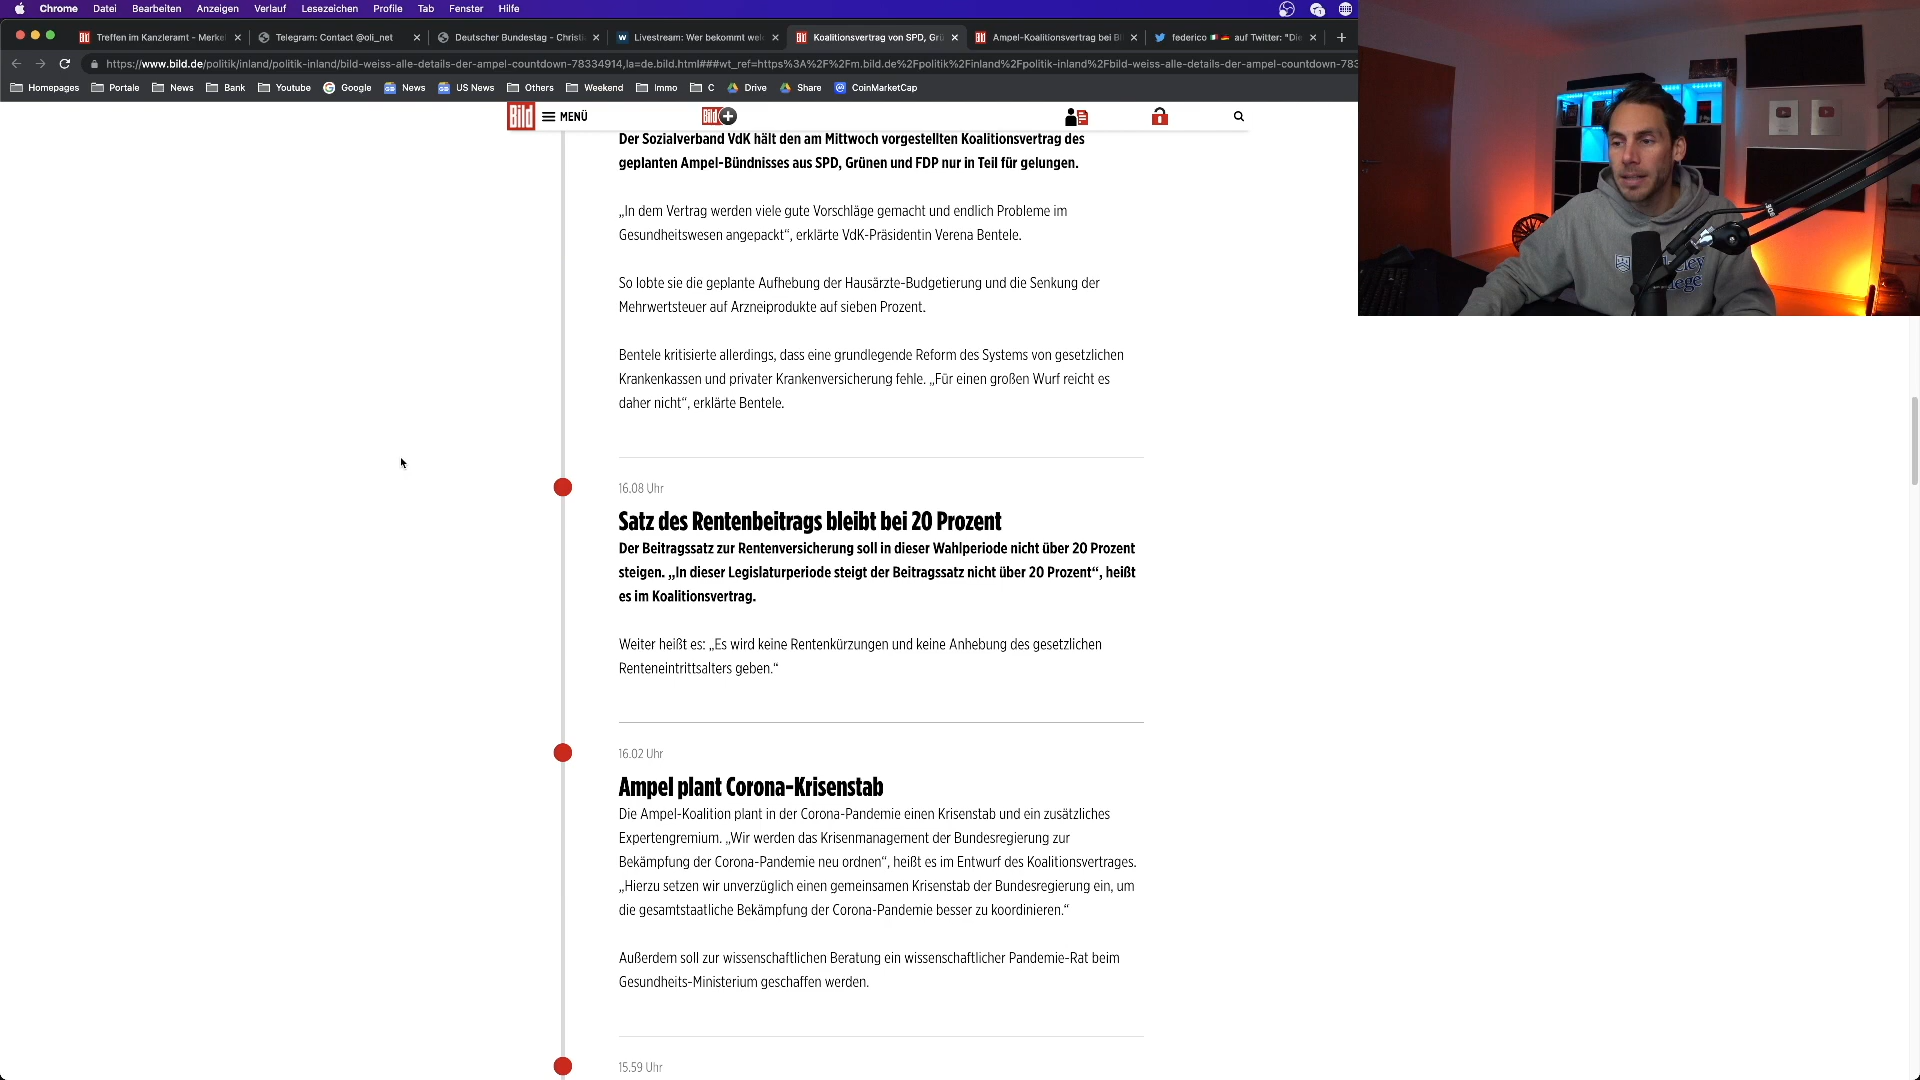 Chrome Datei Bearbeiten Anzeigen Verlauf Lesezeichen Profile Tab Fenster Hilfe
Bild Treffen im Kanzleramt - Merke
Telegram: Contact @oli_net
Deutscher Bundestag - Christi
Livestream: Wer bekommt wel
Bild Koalitionsvertrag von SPD, Grü
Bild Ampel-Koalitionsvertrag bei B
federico auf Twitter: "Die
https://www.bild.de/politik/inland/politik-inland/bild-weiss-alle-details-der-ampel-countdown-78334914,la=de.bild.html###wt_ref=https%3A%2F%2Fm.bild.de%2Fpolitik%2Finland%2Fpolitik-inland%2Fbild-weiss-alle-details-der-ampel-countdown-783
Homepages Portale News Bank Youtube Google News US News Others Weekend Immo C Drive Share CoinMarketCap
Bild MENÜ Bild+
Der Sozialverband VdK hält den am Mittwoch vorgestellten Koalitionsvertrag des
geplanten Ampel-Bündnisses aus SPD, Grünen und FDP nur in Teil für gelungen.
„In dem Vertrag werden viele gute Vorschläge gemacht und endlich Probleme im
Gesundheitswesen angepackt“, erklärte VdK-Präsidentin Verena Bentele.
So lobte sie die geplante Aufhebung der Hausärzte-Budgetierung und die Senkung der
Mehrwertsteuer auf Arzneiprodukte auf sieben Prozent.
Bentele kritisierte allerdings, dass eine grundlegende Reform des Systems von gesetzlichen
Krankenkassen und privater Krankenversicherung fehle. „Für einen großen Wurf reicht es
daher nicht“, erklärte Bentele.
16.08 Uhr
Satz des Rentenbeitrags bleibt bei 20 Prozent
Der Beitragssatz zur Rentenversicherung soll in dieser Wahlperiode nicht über 20 Prozent
steigen. „In dieser Legislaturperiode steigt der Beitragssatz nicht über 20 Prozent“, heißt
es im Koalitionsvertrag.
Weiter heißt es: „Es wird keine Rentenkürzungen und keine Anhebung des gesetzlichen
Renteneintrittsalters geben.“
16.02 Uhr
Ampel plant Corona-Krisenstab
Die Ampel-Koalition plant in der Corona-Pandemie einen Krisenstab und ein zusätzliches
Expertengremium. „Wir werden das Krisenmanagement der Bundesregierung zur
Bekämpfung der Corona-Pandemie neu ordnen“, heißt es im Entwurf des Koalitionsvertrages.
„Hierzu setzen wir unverzüglich einen gemeinsamen Krisenstab der Bundesregierung ein, um
die gesamtstaatliche Bekämpfung der Corona-Pandemie besser zu koordinieren.“
Außerdem soll zur wissenschaftlichen Beratung ein wissenschaftlicher Pandemie-Rat beim
Gesundheits-Ministerium geschaffen werden.
15.59 Uhr